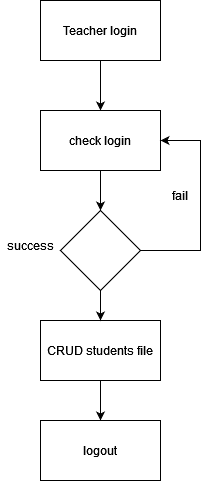 Teacher login
check login
fail
success
CRUD students file
logout